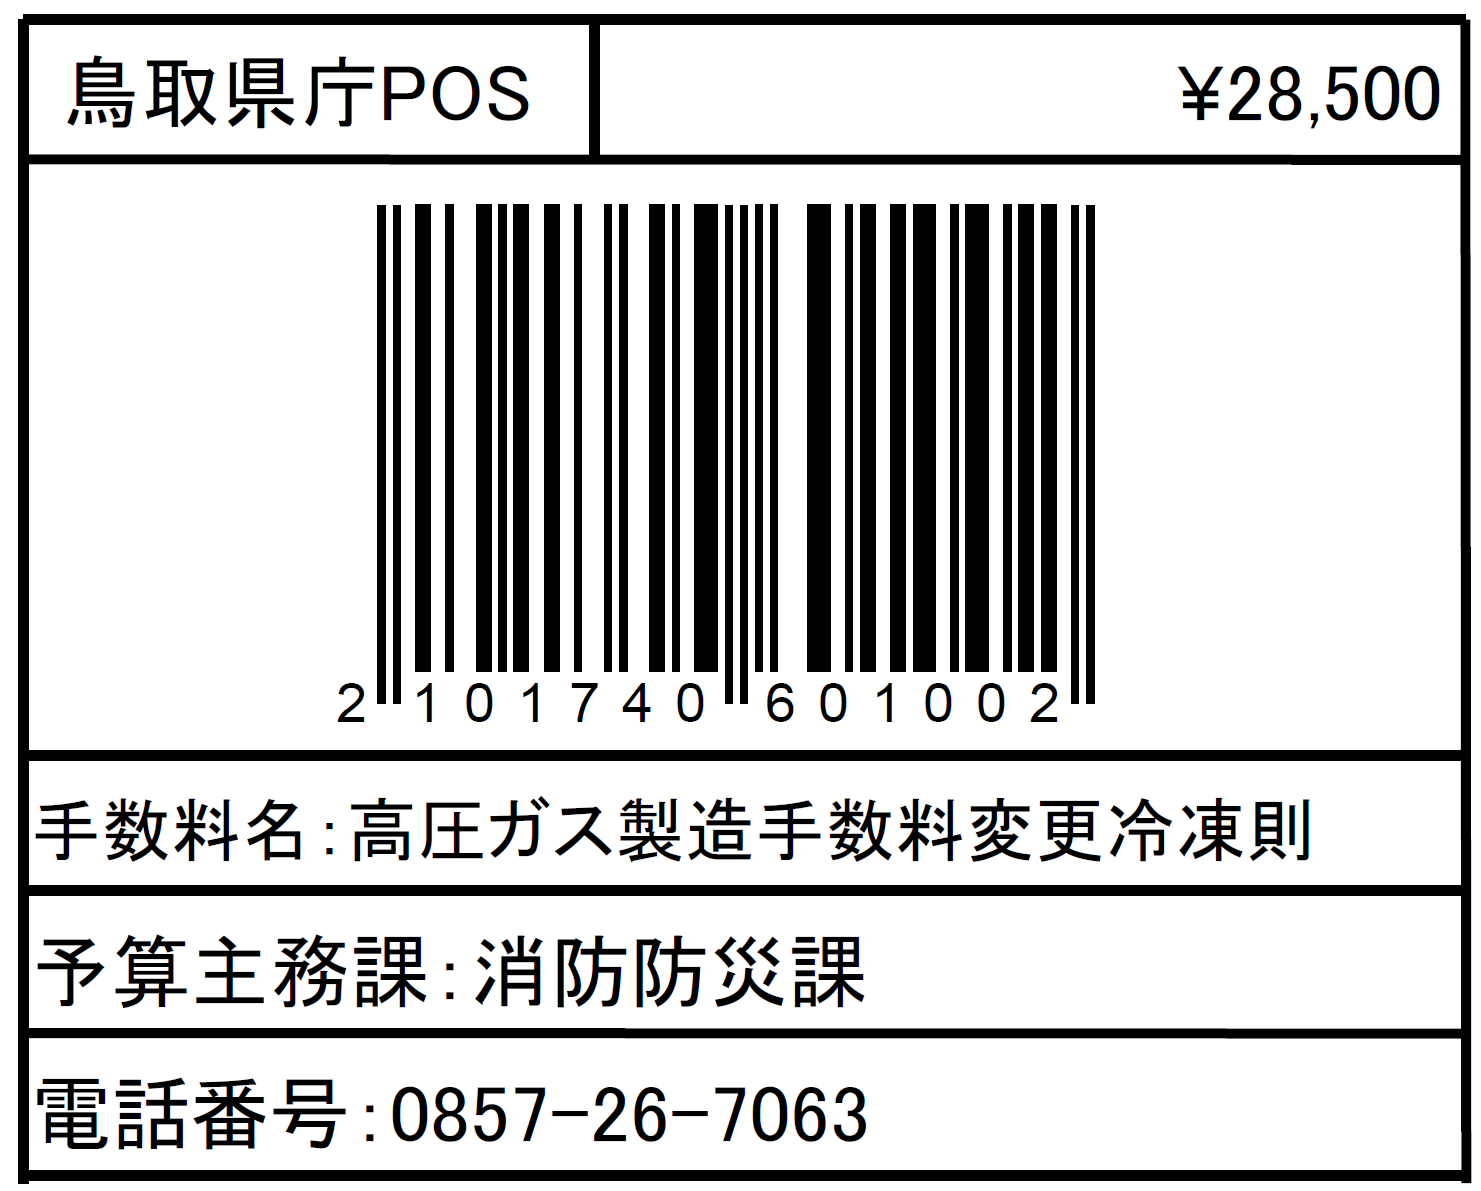 鳥取県庁POS
¥28,500
2 101740 601002
手数料名:高圧ガス製造手数料変更冷凍則
予算主務課:消防防災課
電話番号:0857-26-7063